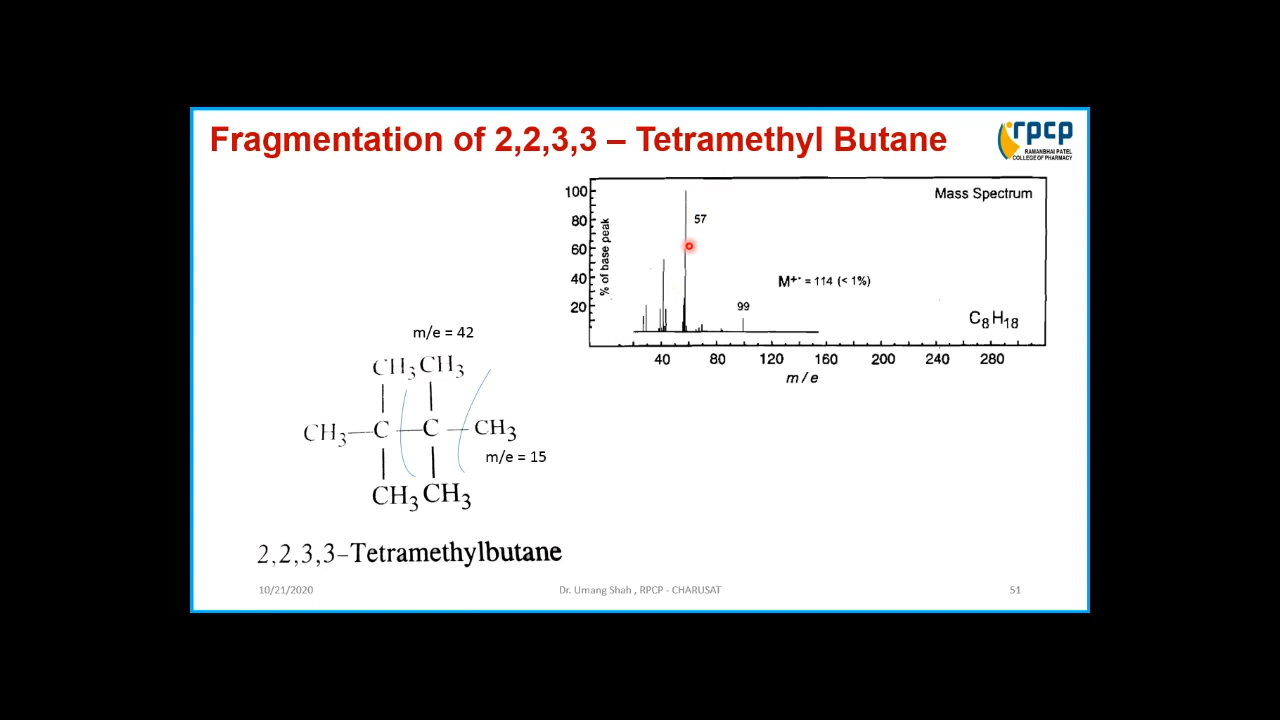 Fragmentation of 2,2,3,3 – Tetramethyl Butane
rpcp
RAMANBHAI PATEL
COLLEGE OF PHARMACY
Mass Spectrum
100
80
60
40
20
% of base peak
57
99
M+· = 114 (< 1%)
C8H18
40 80 120 160 200 240 280
m/e
m/e = 42
CH3 CH3
CH3—C—C—CH3
m/e = 15
CH3 CH3
2,2,3,3–Tetramethylbutane
10/21/2020
Dr. Umang Shah , RPCP - CHARUSAT
51